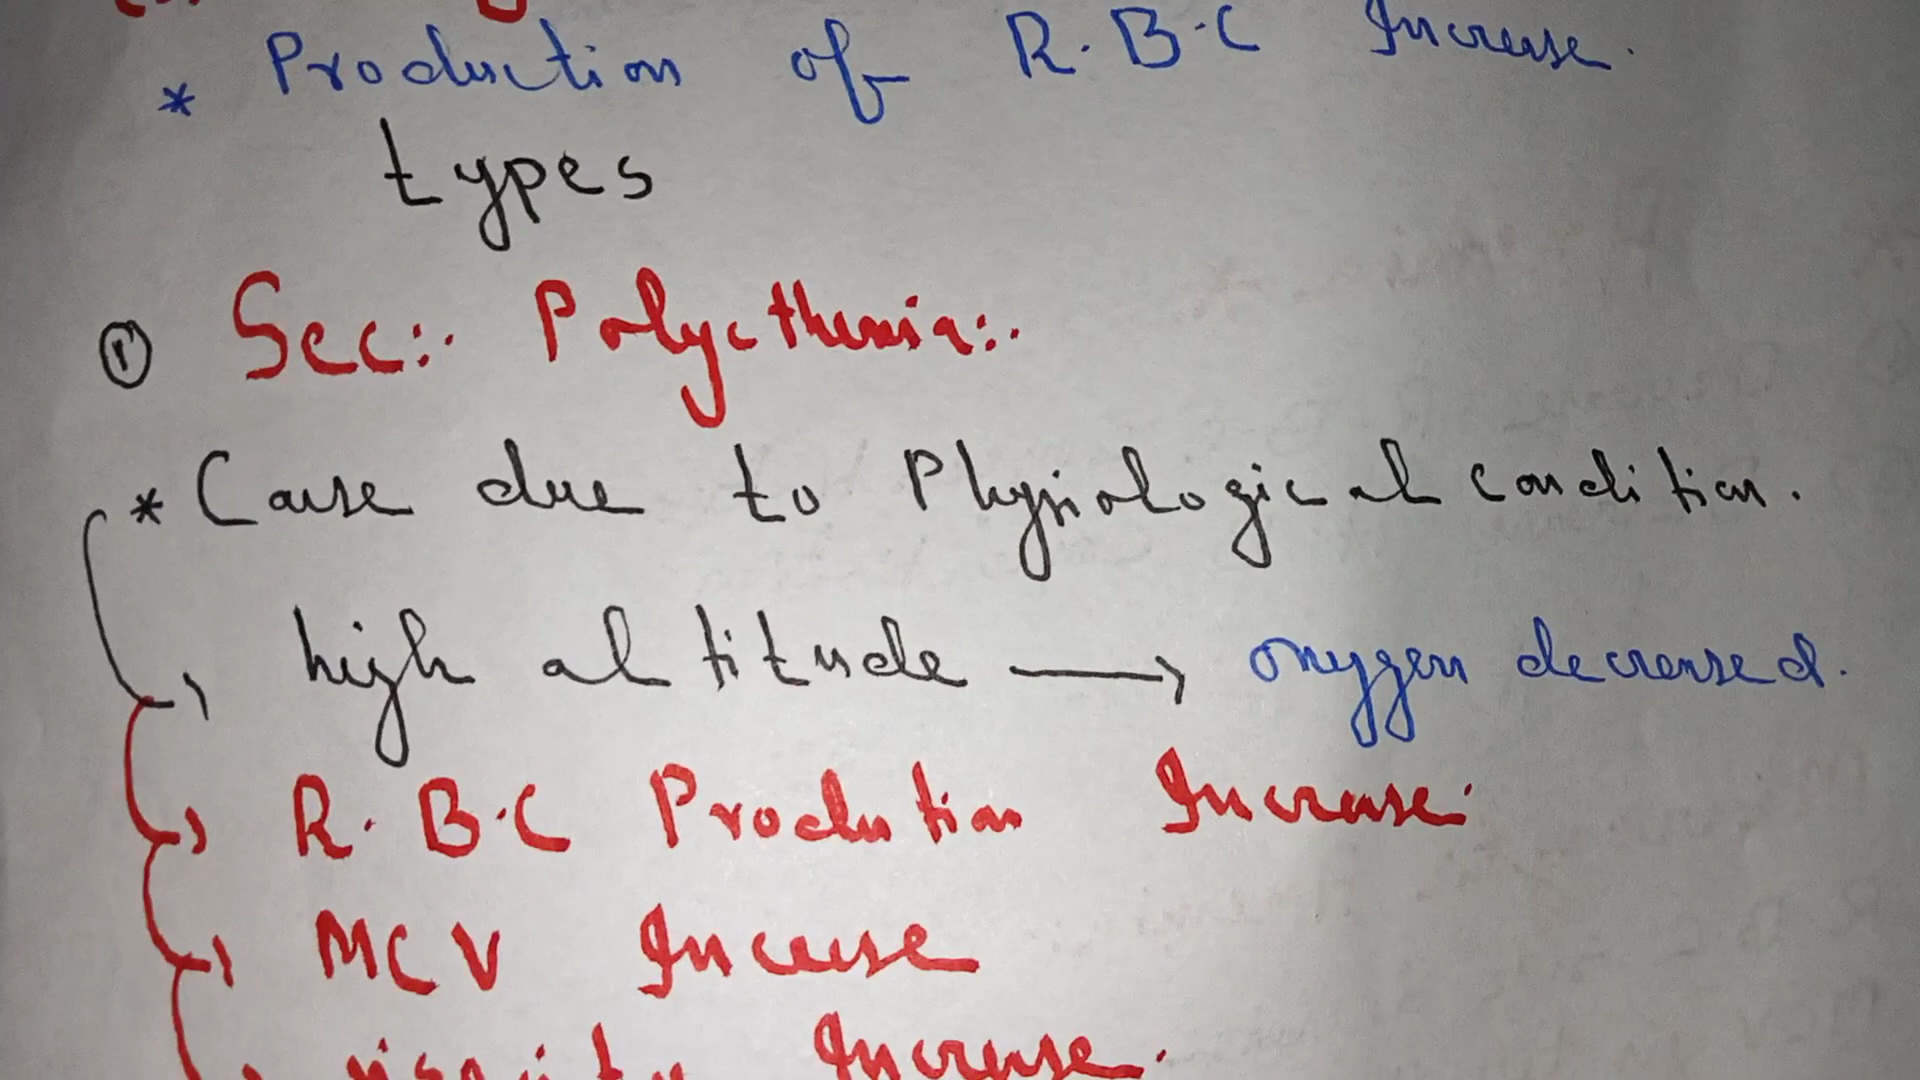 * Production of R.B.C Increase.
types
① Sec:. Polycthemia:.
* Cause due to Physiological condition.
high altitude → oxygen decreased.
R.B.C Production Increase.
MCV Increase
Increase.